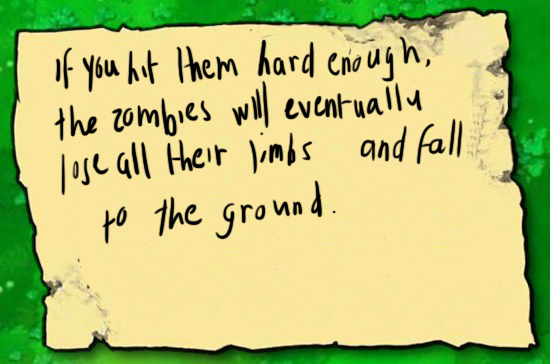 If you hit them hard enough,
the zombies will eventually
lose all their limbs and fall
to the ground.